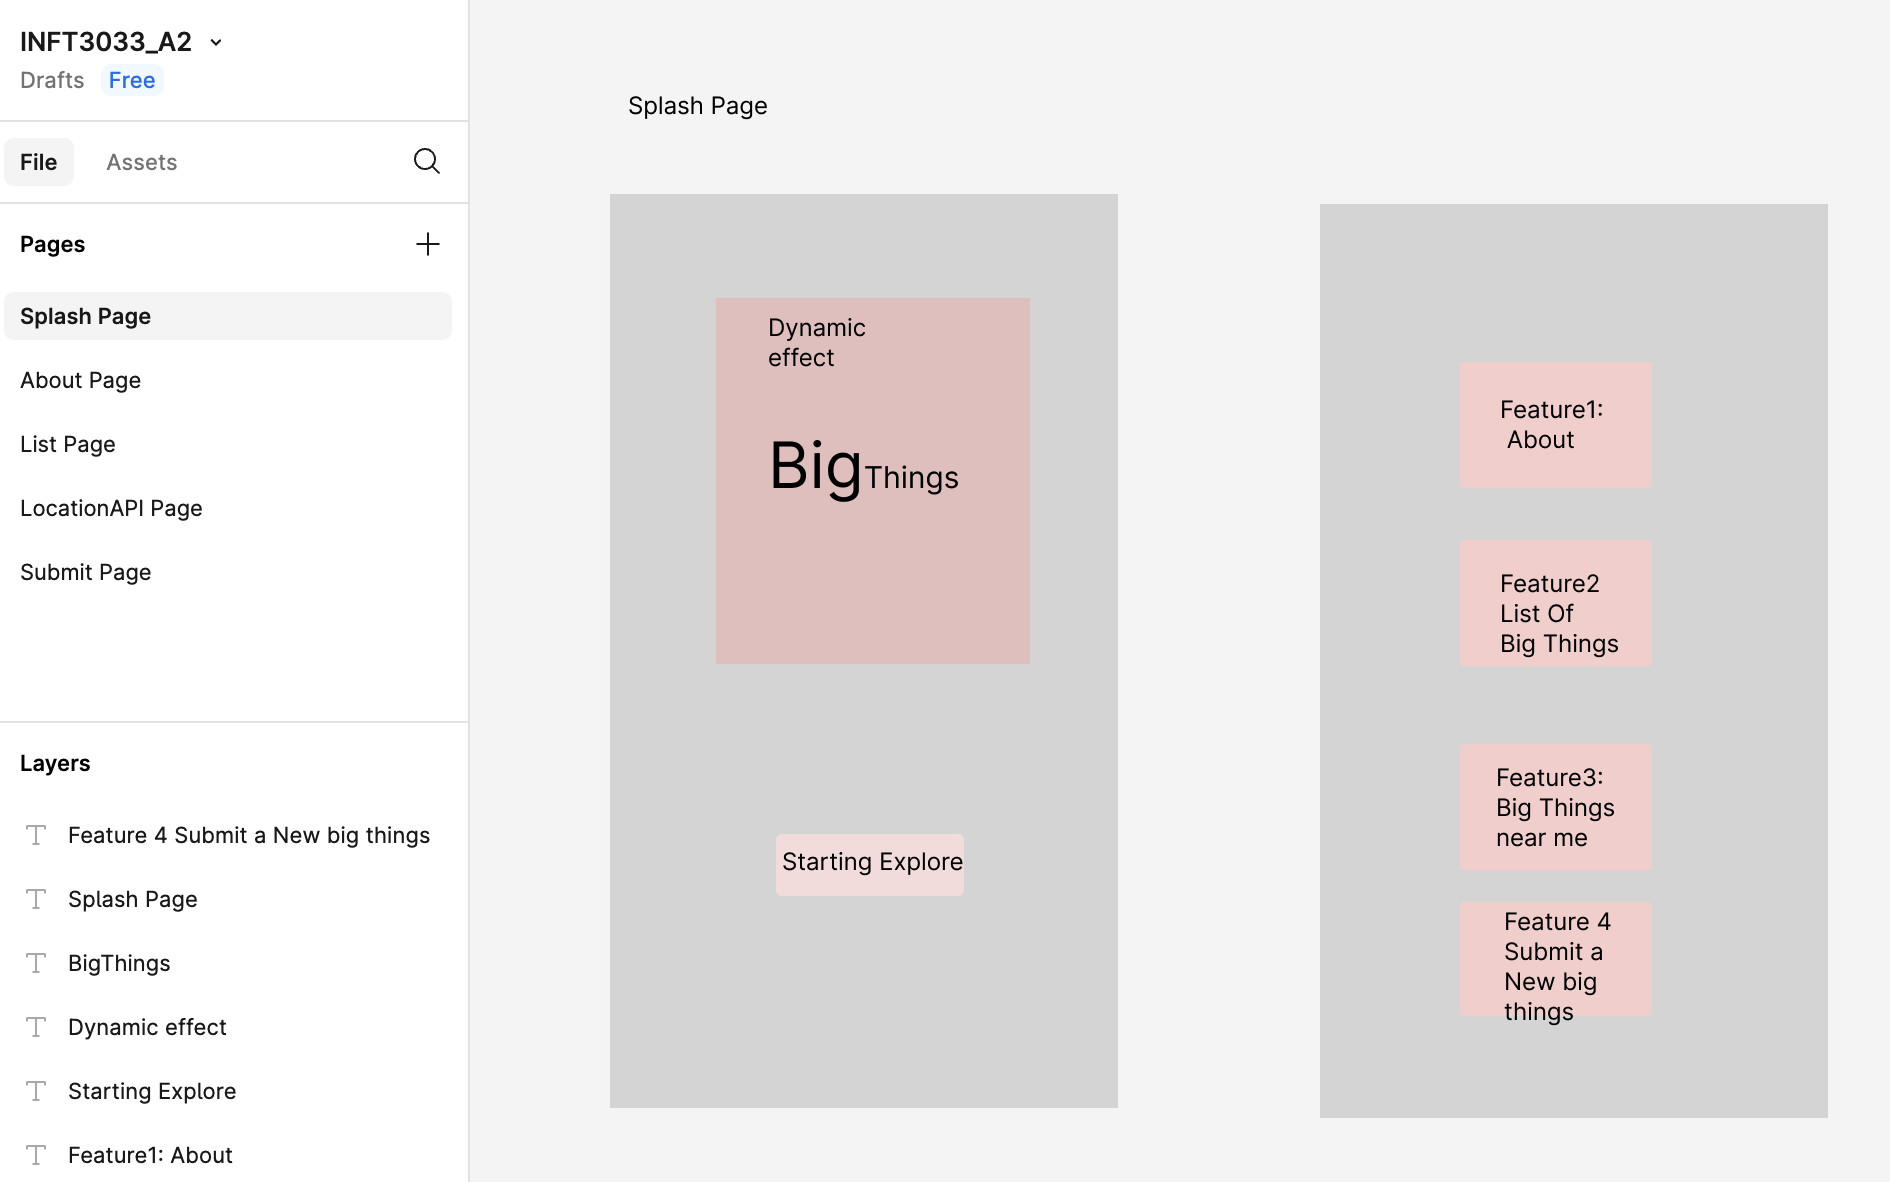 INFT3033_A2
Drafts Free
File Assets
Pages
Splash Page
About Page
List Page
LocationAPI Page
Submit Page
Layers
Feature 4 Submit a New big things
Splash Page
BigThings
Dynamic effect
Starting Explore
Feature1: About
Splash Page
Dynamic
effect
BigThings
Starting Explore
Feature1:
About
Feature2
List Of
Big Things
Feature3:
Big Things
near me
Feature 4
Submit a
New big
things